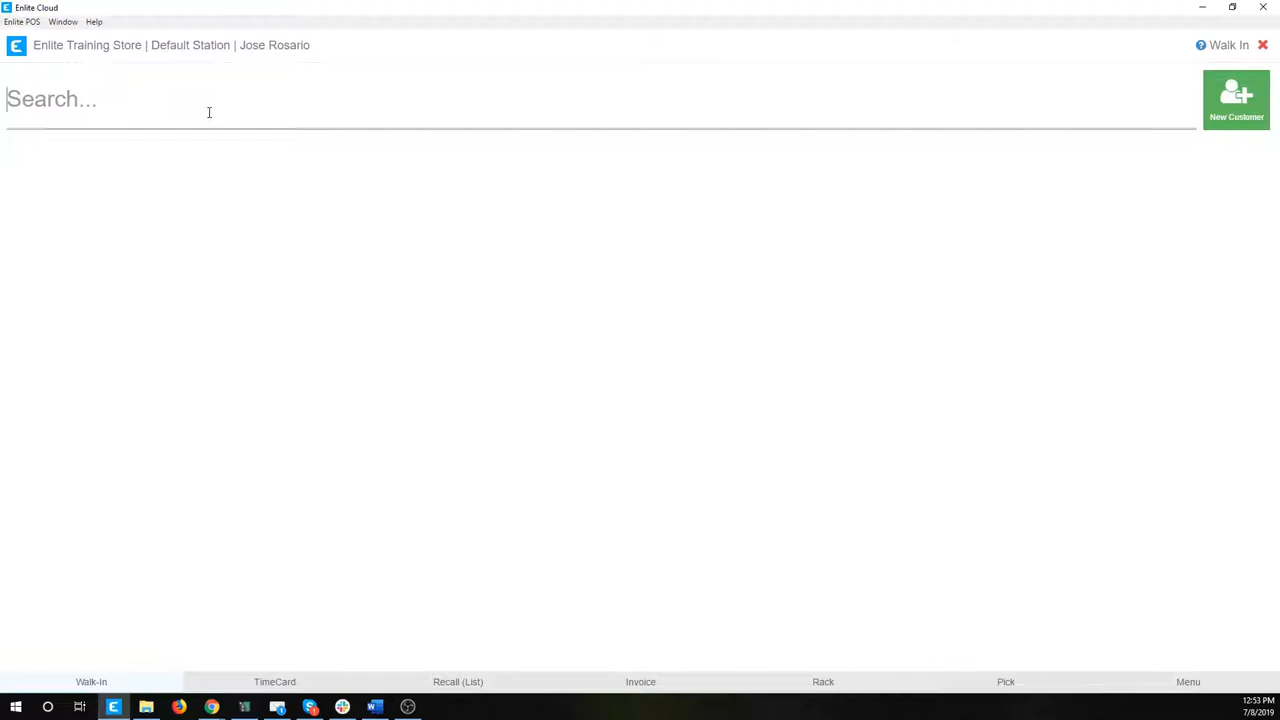 Enlite Cloud
Enlite POS Window Help
Enlite Training Store | Default Station | Jose Rosario
Walk In
Search...
New Customer
Walk-In TimeCard Recall (List) Invoice Rack Pick Menu
12:53 PM
7/8/2019